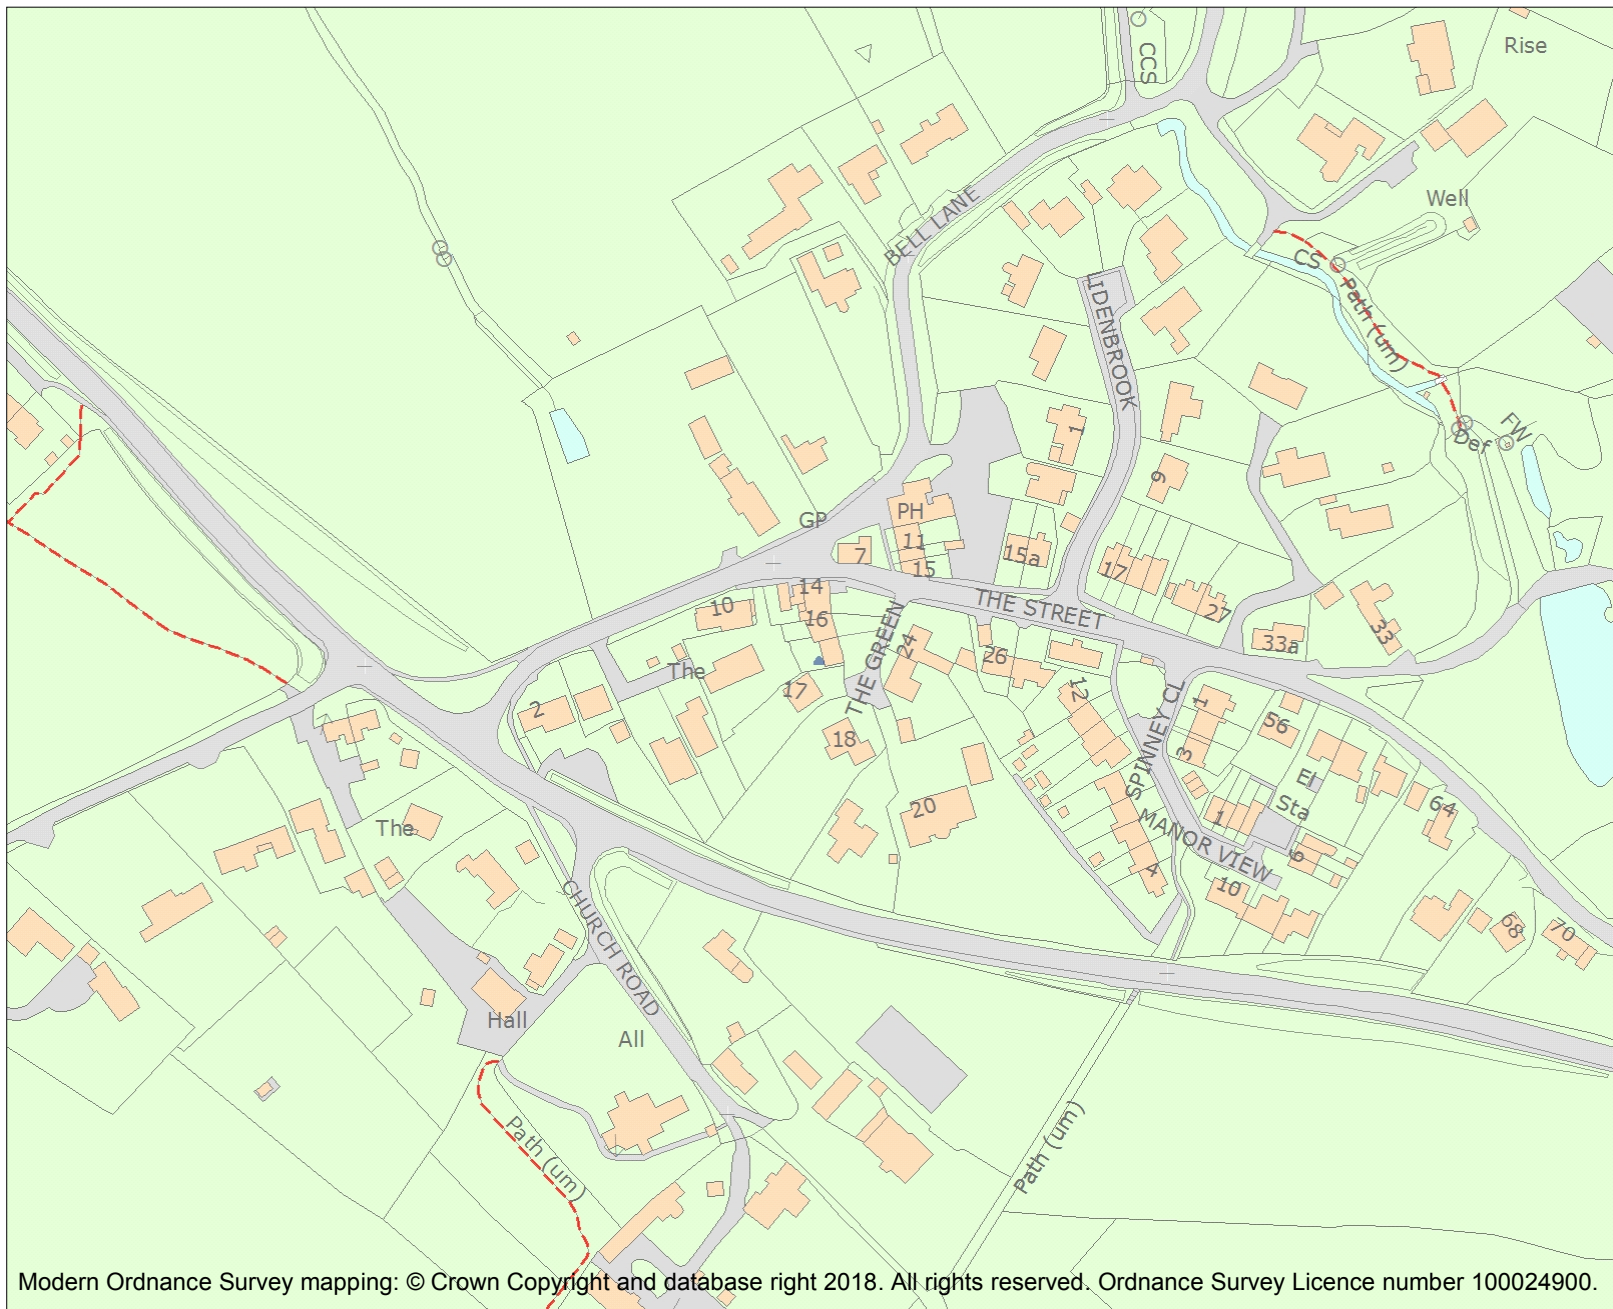 Rise
CCS
Well
BELL LANE
CS
Path (um)
LIDENBROOK
FW
Def
1
9
GP
PH
11
7
15
15a
17
27
14
10
16
THE STREET
THE GREEN
24
26
33a
33
The
17
2
18
12
SPINNEY CL
1
3
56
El
Sta
20
64
1
MANOR VIEW
The
6
4
10
CHURCH ROAD
68
70
Hall
All
Path (um)
Path (um)
Modern Ordnance Survey mapping: © Crown Copyright and database right 2018. All rights reserved. Ordnance Survey Licence number 100024900.